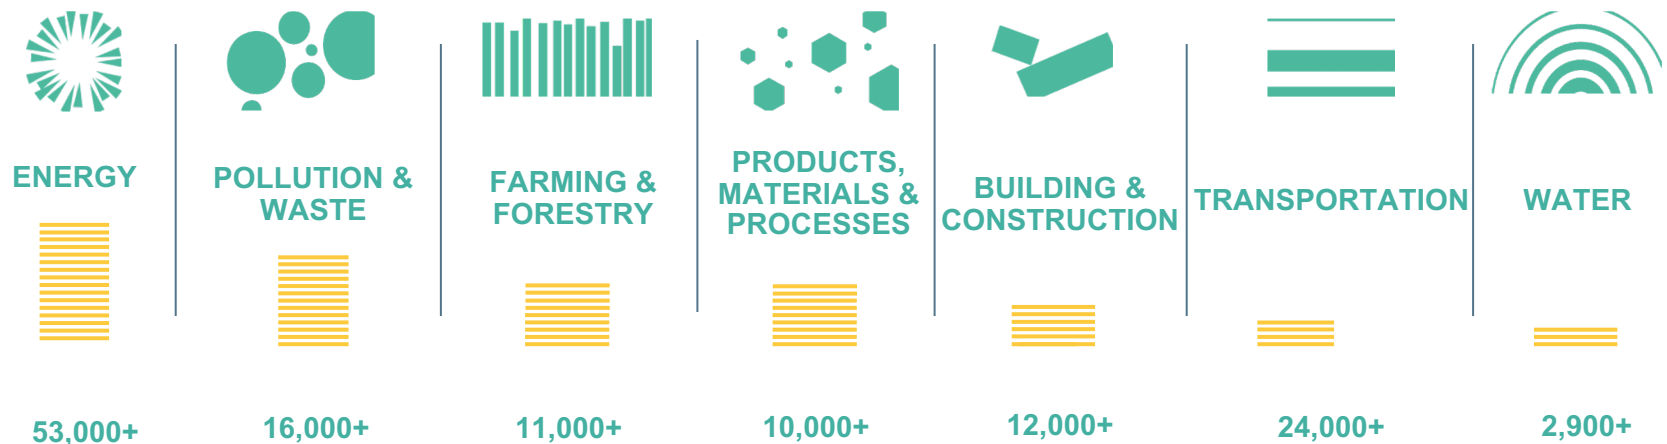 ENERGY
POLLUTION &
WASTE
FARMING &
FORESTRY
PRODUCTS,
MATERIALS &
PROCESSES
BUILDING &
CONSTRUCTION
TRANSPORTATION
WATER
53,000+
16,000+
11,000+
10,000+
12,000+
24,000+
2,900+